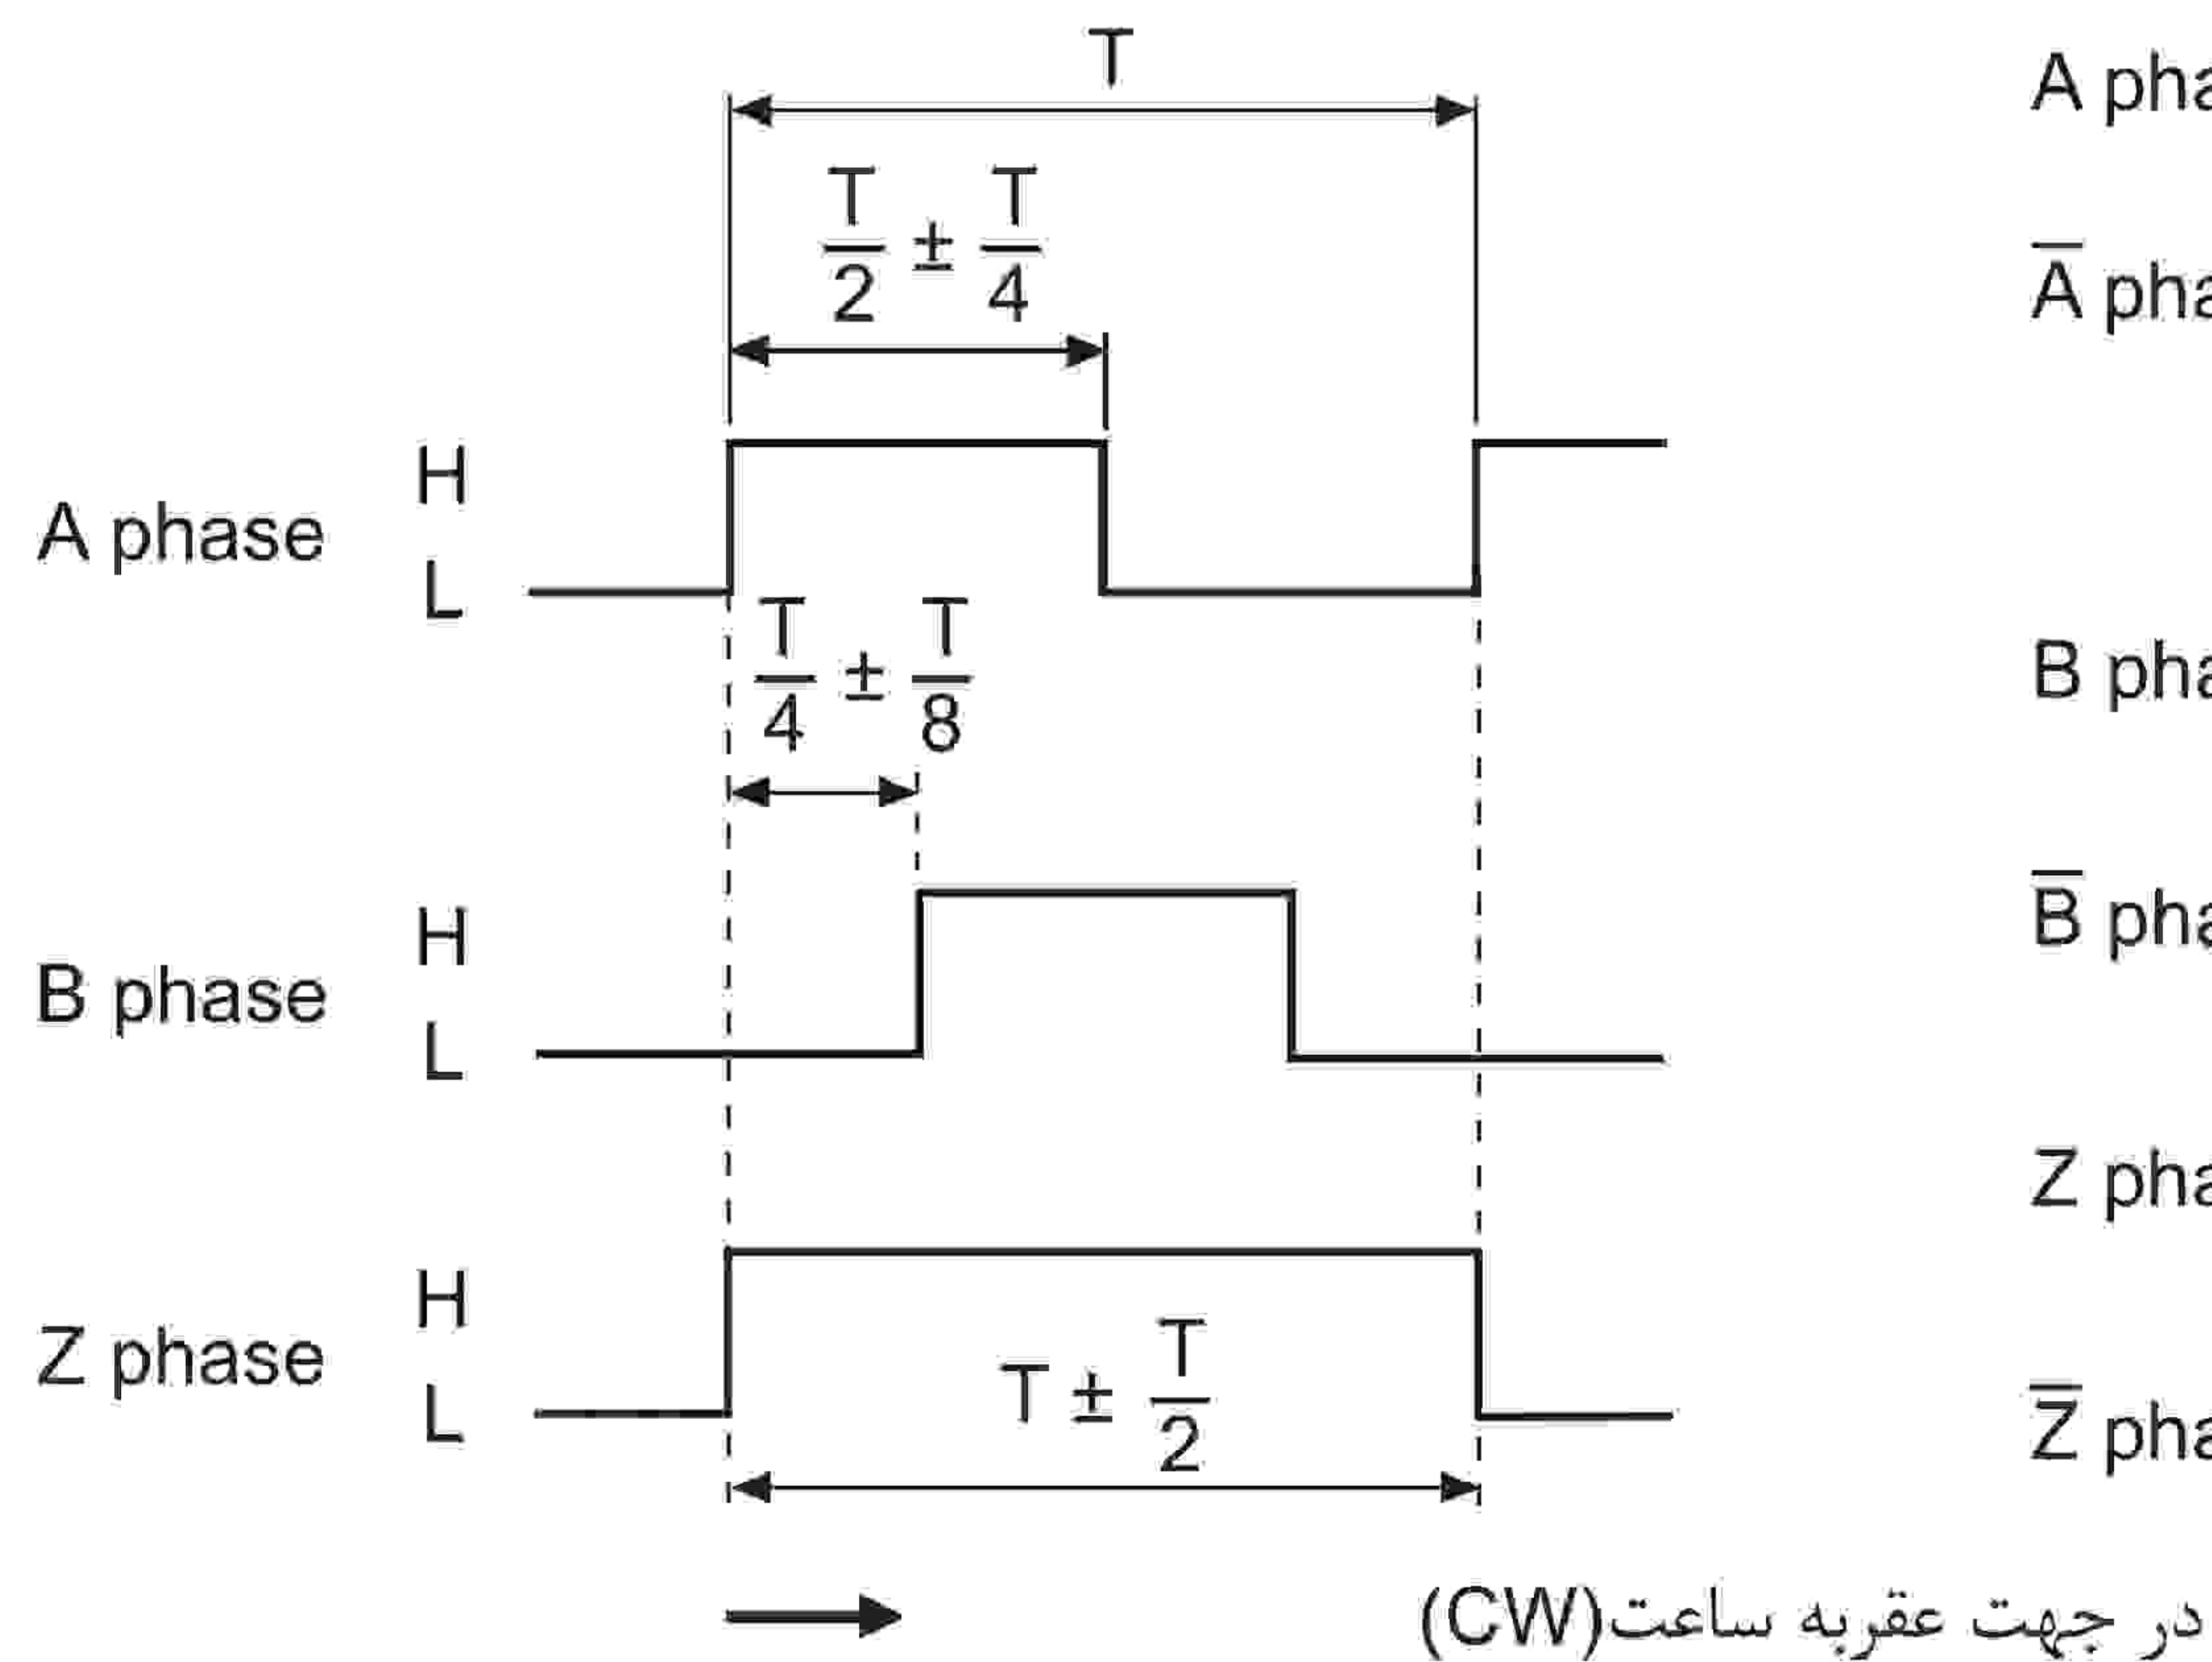 T
T/2 ± T/4
A phase H L
T/4 ± T/8
B phase H L
Z phase H L
T ± T/2
در جهت عقربه ساعت(CW)
A pha
A̅ pha
B pha
B̅ pha
Z pha
Z̅ pha